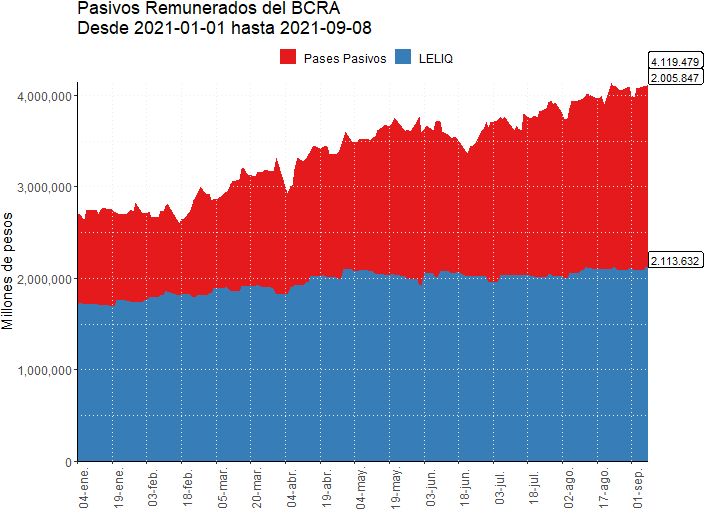 Pasivos Remunerados del BCRA
Desde 2021-01-01 hasta 2021-09-08
Pases Pasivos
LELIQ
4.119.479
2.005.847
2.113.632
Millones de pesos
4,000,000
3,000,000
2,000,000
1,000,000
0
04-ene.
19-ene.
03-feb.
18-feb.
05-mar.
20-mar.
04-abr.
19-abr.
04-may.
19-may.
03-jun.
18-jun.
03-jul.
18-jul.
02-ago.
17-ago.
01-sep.